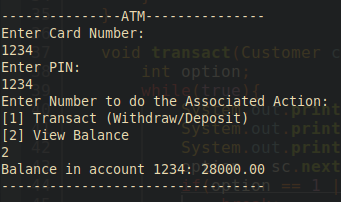 ---------------ATM---------------
Enter Card Number:
1234
Enter PIN:
1234
Enter Number to do the Associated Action:
[1] Transact (Withdraw/Deposit)
[2] View Balance
2
Balance in account 1234: 28000.00
---------------------------------
void transact(Customer
int option;
while(true){
System.out.print
System.out.print
System.out.print
option = sc.next
if(option == 1